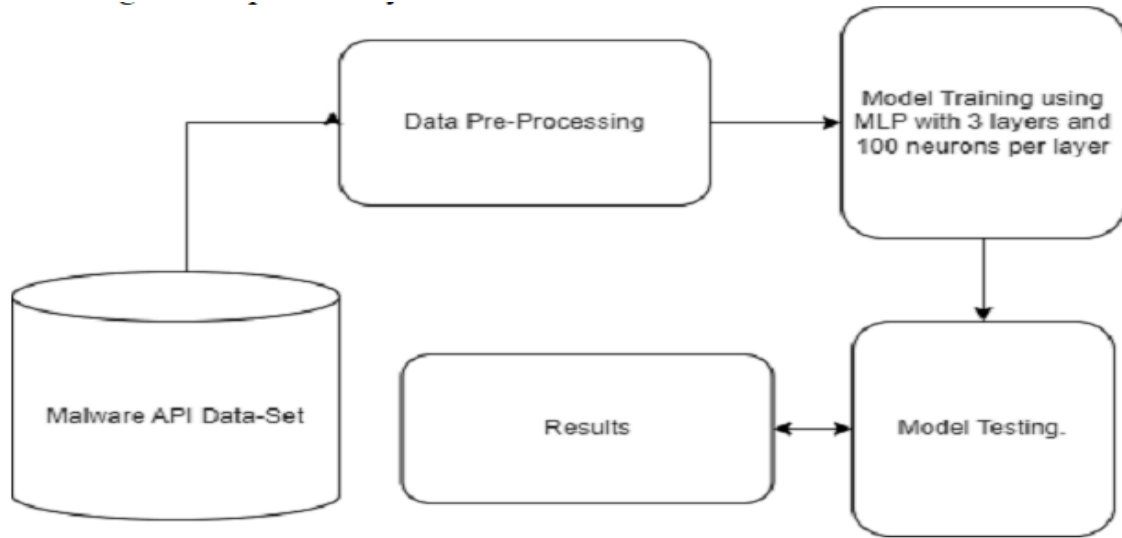 Data Pre-Processing
Model Training using
MLP with 3 layers and
100 neurons per layer
Malware API Data-Set
Results
Model Testing.